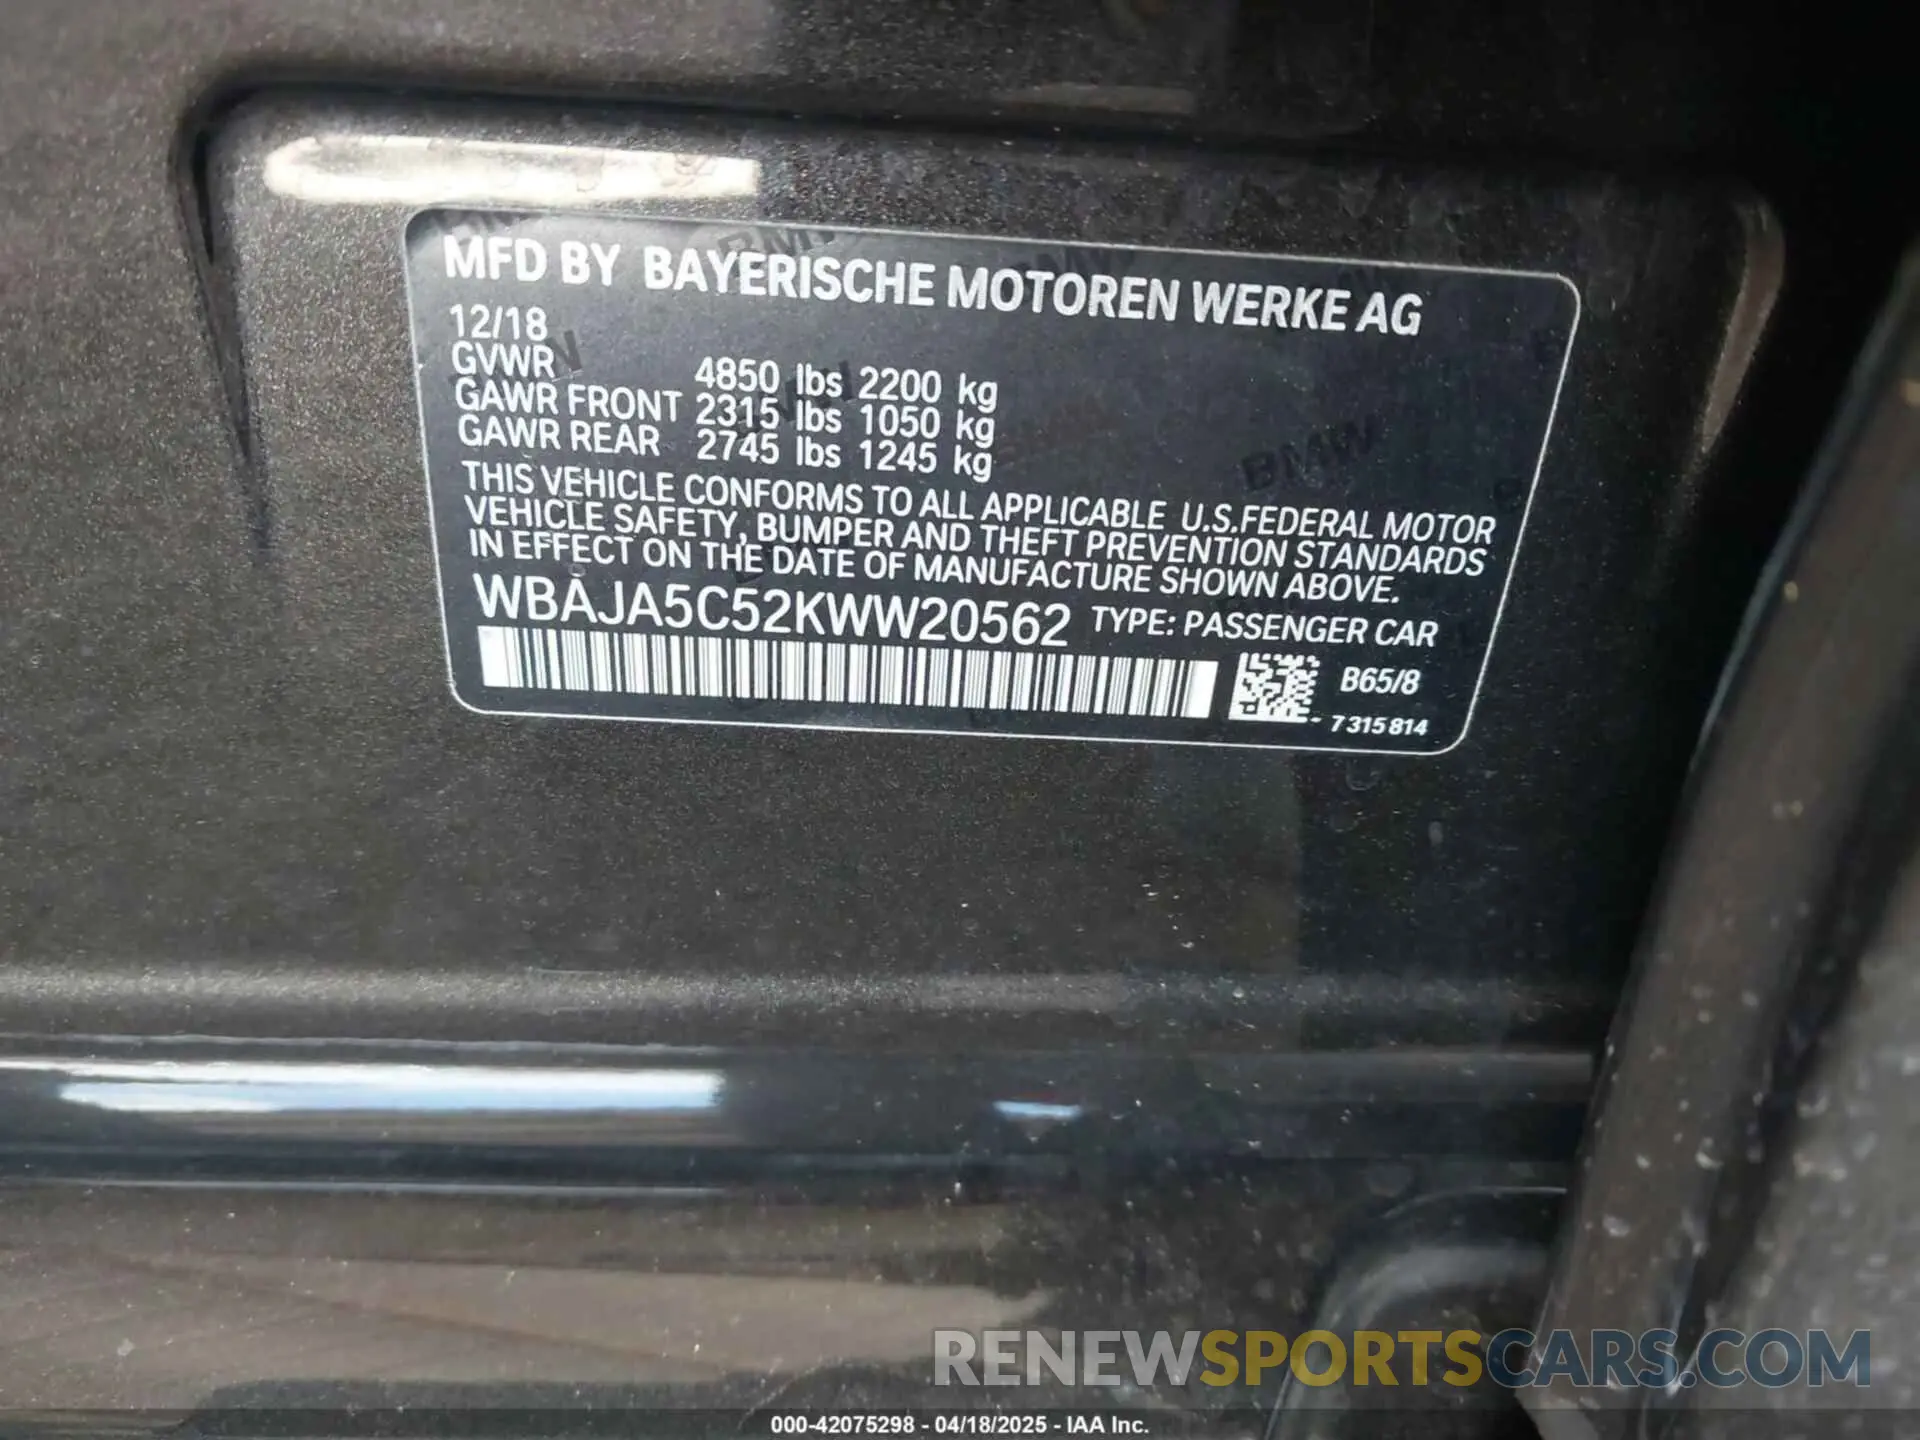 MFD BY BAYERISCHE MOTOREN WERKE AG
12/18
GVWR 4850 lbs 2200 kg
GAWR FRONT 2315 lbs 1050 kg
GAWR REAR 2745 lbs 1245 kg
THIS VEHICLE CONFORMS TO ALL APPLICABLE U.S.FEDERAL MOTOR
VEHICLE SAFETY, BUMPER AND THEFT PREVENTION STANDARDS
IN EFFECT ON THE DATE OF MANUFACTURE SHOWN ABOVE.
WBAJA5C52KWW20562 TYPE: PASSENGER CAR
B65/8
7315814
RENEWSPORTSCARS.COM
000-42075298 - 04/18/2025 - IAA Inc.